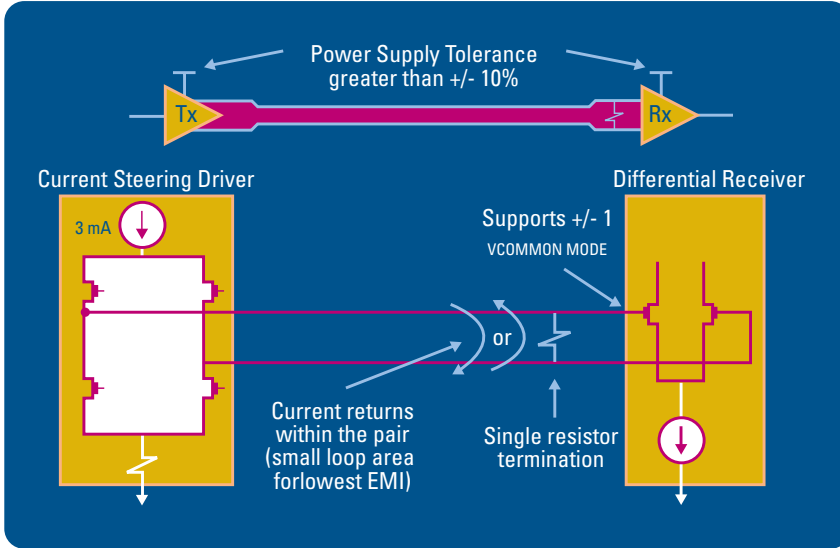 Power Supply Tolerance
greater than +/- 10%
Tx
Rx
Current Steering Driver
Differential Receiver
3 mA
Supports +/- 1
VCOMMON MODE
or
Current returns
within the pair
(small loop area
forlowest EMI)
Single resistor
termination